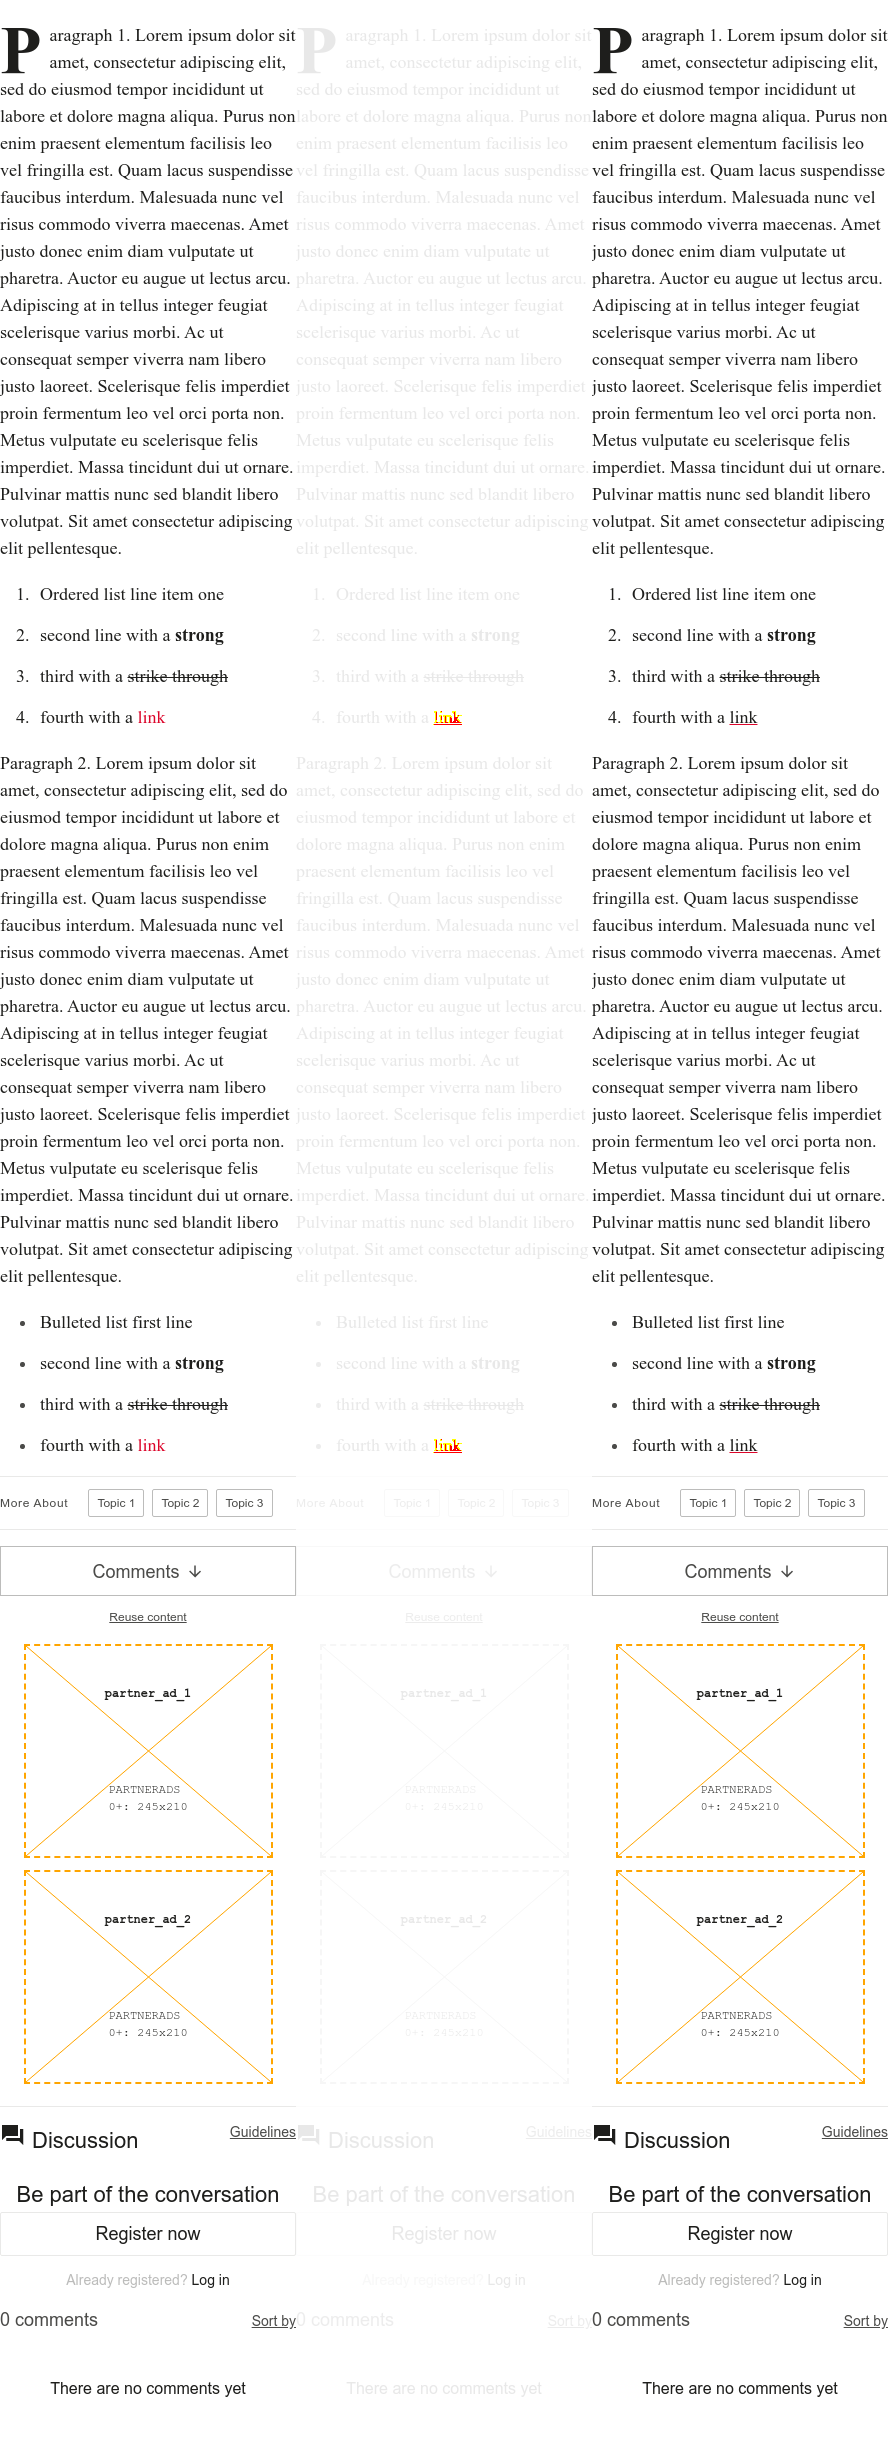 Paragraph 1. Lorem ipsum dolor sit
amet, consectetur adipiscing elit,
sed do eiusmod tempor incididunt ut
labore et dolore magna aliqua. Purus non
enim praesent elementum facilisis leo
vel fringilla est. Quam lacus suspendisse
faucibus interdum. Malesuada nunc vel
risus commodo viverra maecenas. Amet
justo donec enim diam vulputate ut
pharetra. Auctor eu augue ut lectus arcu.
Adipiscing at in tellus integer feugiat
scelerisque varius morbi. Ac ut
consequat semper viverra nam libero
justo laoreet. Scelerisque felis imperdiet
proin fermentum leo vel orci porta non.
Metus vulputate eu scelerisque felis
imperdiet. Massa tincidunt dui ut ornare.
Pulvinar mattis nunc sed blandit libero
volutpat. Sit amet consectetur adipiscing
elit pellentesque.
1. Ordered list line item one
2. second line with a strong
3. third with a strike through
4. fourth with a link
Paragraph 2. Lorem ipsum dolor sit
amet, consectetur adipiscing elit, sed do
eiusmod tempor incididunt ut labore et
dolore magna aliqua. Purus non enim
praesent elementum facilisis leo vel
fringilla est. Quam lacus suspendisse
faucibus interdum. Malesuada nunc vel
risus commodo viverra maecenas. Amet
justo donec enim diam vulputate ut
pharetra. Auctor eu augue ut lectus arcu.
Adipiscing at in tellus integer feugiat
scelerisque varius morbi. Ac ut
consequat semper viverra nam libero
justo laoreet. Scelerisque felis imperdiet
proin fermentum leo vel orci porta non.
Metus vulputate eu scelerisque felis
imperdiet. Massa tincidunt dui ut ornare.
Pulvinar mattis nunc sed blandit libero
volutpat. Sit amet consectetur adipiscing
elit pellentesque.
• Bulleted list first line
• second line with a strong
• third with a strike through
• fourth with a link
More About Topic 1 Topic 2 Topic 3
Comments ↓
Reuse content
partner_ad_1
PARTNERADS
0+: 245x210
partner_ad_2
PARTNERADS
0+: 245x210
Discussion Guidelines
Be part of the conversation
Register now
Already registered? Log in
0 comments Sort by
There are no comments yet
Paragraph 1. Lorem ipsum dolor sit
amet, consectetur adipiscing elit,
sed do eiusmod tempor incididunt ut
labore et dolore magna aliqua. Purus non
enim praesent elementum facilisis leo
vel fringilla est. Quam lacus suspendisse
faucibus interdum. Malesuada nunc vel
risus commodo viverra maecenas. Amet
justo donec enim diam vulputate ut
pharetra. Auctor eu augue ut lectus arcu.
Adipiscing at in tellus integer feugiat
scelerisque varius morbi. Ac ut
consequat semper viverra nam libero
justo laoreet. Scelerisque felis imperdiet
proin fermentum leo vel orci porta non.
Metus vulputate eu scelerisque felis
imperdiet. Massa tincidunt dui ut ornare.
Pulvinar mattis nunc sed blandit libero
volutpat. Sit amet consectetur adipiscing
elit pellentesque.
1. Ordered list line item one
2. second line with a strong
3. third with a strike through
4. fourth with a link
Paragraph 2. Lorem ipsum dolor sit
amet, consectetur adipiscing elit, sed do
eiusmod tempor incididunt ut labore et
dolore magna aliqua. Purus non enim
praesent elementum facilisis leo vel
fringilla est. Quam lacus suspendisse
faucibus interdum. Malesuada nunc vel
risus commodo viverra maecenas. Amet
justo donec enim diam vulputate ut
pharetra. Auctor eu augue ut lectus arcu.
Adipiscing at in tellus integer feugiat
scelerisque varius morbi. Ac ut
consequat semper viverra nam libero
justo laoreet. Scelerisque felis imperdiet
proin fermentum leo vel orci porta non.
Metus vulputate eu scelerisque felis
imperdiet. Massa tincidunt dui ut ornare.
Pulvinar mattis nunc sed blandit libero
volutpat. Sit amet consectetur adipiscing
elit pellentesque.
• Bulleted list first line
• second line with a strong
• third with a strike through
• fourth with a link
More About Topic 1 Topic 2 Topic 3
Comments ↓
Reuse content
partner_ad_1
PARTNERADS
0+: 245x210
partner_ad_2
PARTNERADS
0+: 245x210
Discussion Guidelines
Be part of the conversation
Register now
Already registered? Log in
0 comments Sort by
There are no comments yet
Paragraph 1. Lorem ipsum dolor sit
amet, consectetur adipiscing elit,
sed do eiusmod tempor incididunt ut
labore et dolore magna aliqua. Purus non
enim praesent elementum facilisis leo
vel fringilla est. Quam lacus suspendisse
faucibus interdum. Malesuada nunc vel
risus commodo viverra maecenas. Amet
justo donec enim diam vulputate ut
pharetra. Auctor eu augue ut lectus arcu.
Adipiscing at in tellus integer feugiat
scelerisque varius morbi. Ac ut
consequat semper viverra nam libero
justo laoreet. Scelerisque felis imperdiet
proin fermentum leo vel orci porta non.
Metus vulputate eu scelerisque felis
imperdiet. Massa tincidunt dui ut ornare.
Pulvinar mattis nunc sed blandit libero
volutpat. Sit amet consectetur adipiscing
elit pellentesque.
1. Ordered list line item one
2. second line with a strong
3. third with a strike through
4. fourth with a link
Paragraph 2. Lorem ipsum dolor sit
amet, consectetur adipiscing elit, sed do
eiusmod tempor incididunt ut labore et
dolore magna aliqua. Purus non enim
praesent elementum facilisis leo vel
fringilla est. Quam lacus suspendisse
faucibus interdum. Malesuada nunc vel
risus commodo viverra maecenas. Amet
justo donec enim diam vulputate ut
pharetra. Auctor eu augue ut lectus arcu.
Adipiscing at in tellus integer feugiat
scelerisque varius morbi. Ac ut
consequat semper viverra nam libero
justo laoreet. Scelerisque felis imperdiet
proin fermentum leo vel orci porta non.
Metus vulputate eu scelerisque felis
imperdiet. Massa tincidunt dui ut ornare.
Pulvinar mattis nunc sed blandit libero
volutpat. Sit amet consectetur adipiscing
elit pellentesque.
• Bulleted list first line
• second line with a strong
• third with a strike through
• fourth with a link
More About Topic 1 Topic 2 Topic 3
Comments ↓
Reuse content
partner_ad_1
PARTNERADS
0+: 245x210
partner_ad_2
PARTNERADS
0+: 245x210
Discussion Guidelines
Be part of the conversation
Register now
Already registered? Log in
0 comments Sort by
There are no comments yet